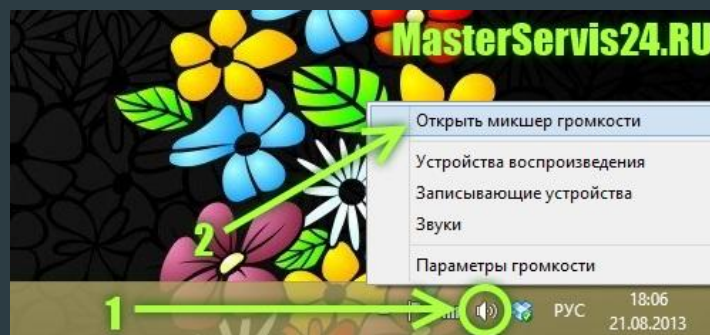 MasterServis24.RU
Открыть микшер громкости
Устройства воспроизведения
Записывающие устройства
Звуки
Параметры громкости
2
1
РУС
18:06
21.08.2013